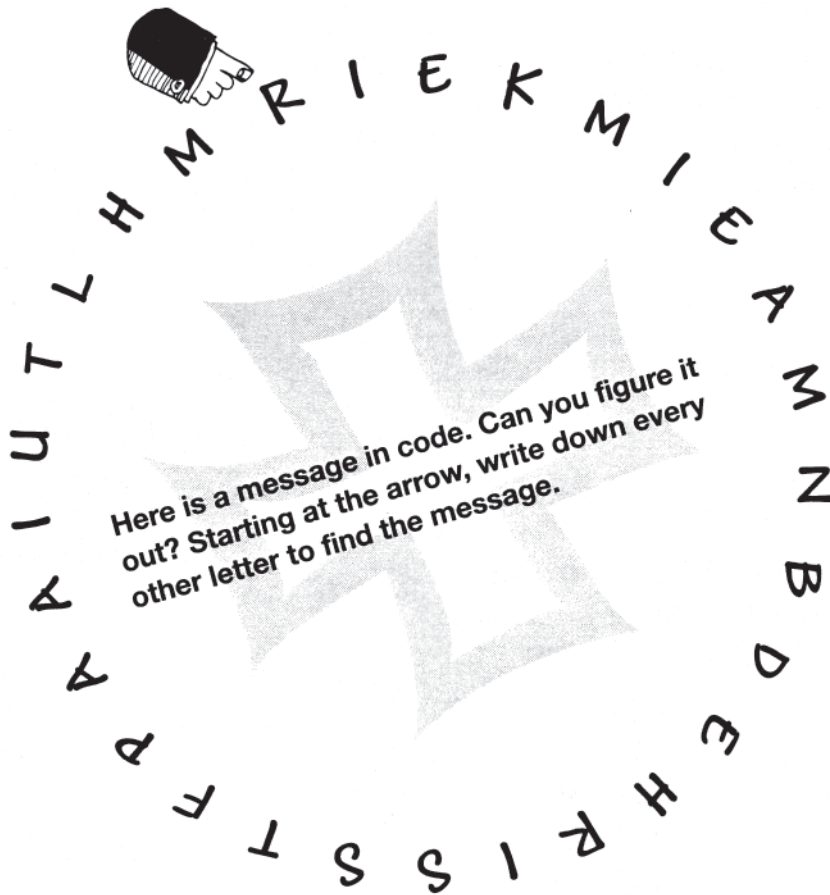 R I E K M I E A M N B D E H R I S S T F P A A I U T L H M
Here is a message in code. Can you figure it
out? Starting at the arrow, write down every
other letter to find the message.